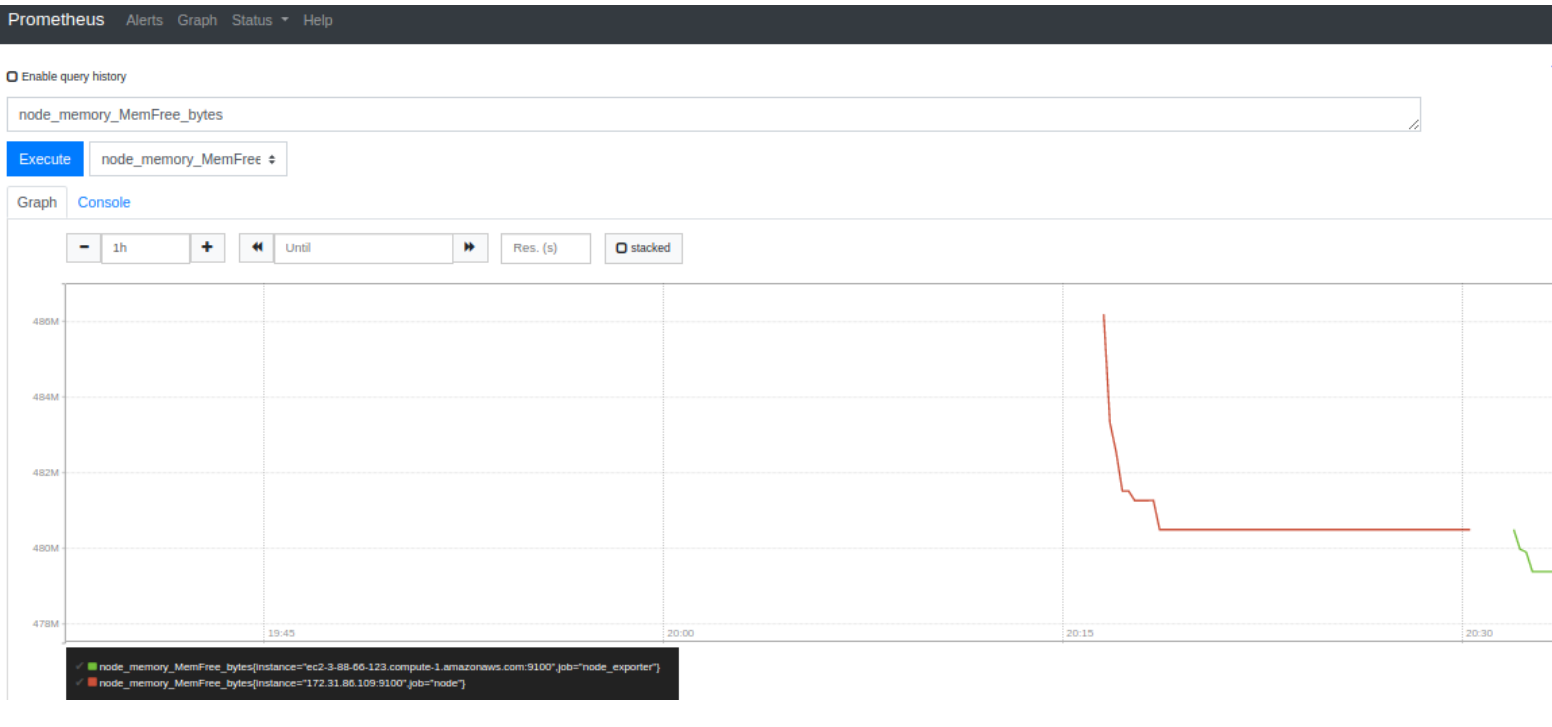 Prometheus Alerts Graph Status Help
Enable query history
node_memory_MemFree_bytes
Execute node_memory_MemFree
Graph Console
1h Until Res. (s) stacked
486M
484M
482M
480M
478M
19:45 20:00 20:15 20:30
node_memory_MemFree_bytes{instance="ec2-3-88-66-123.compute-1.amazonaws.com:9100",job="node_exporter"}
node_memory_MemFree_bytes{instance="172.31.86.109:9100",job="node"}